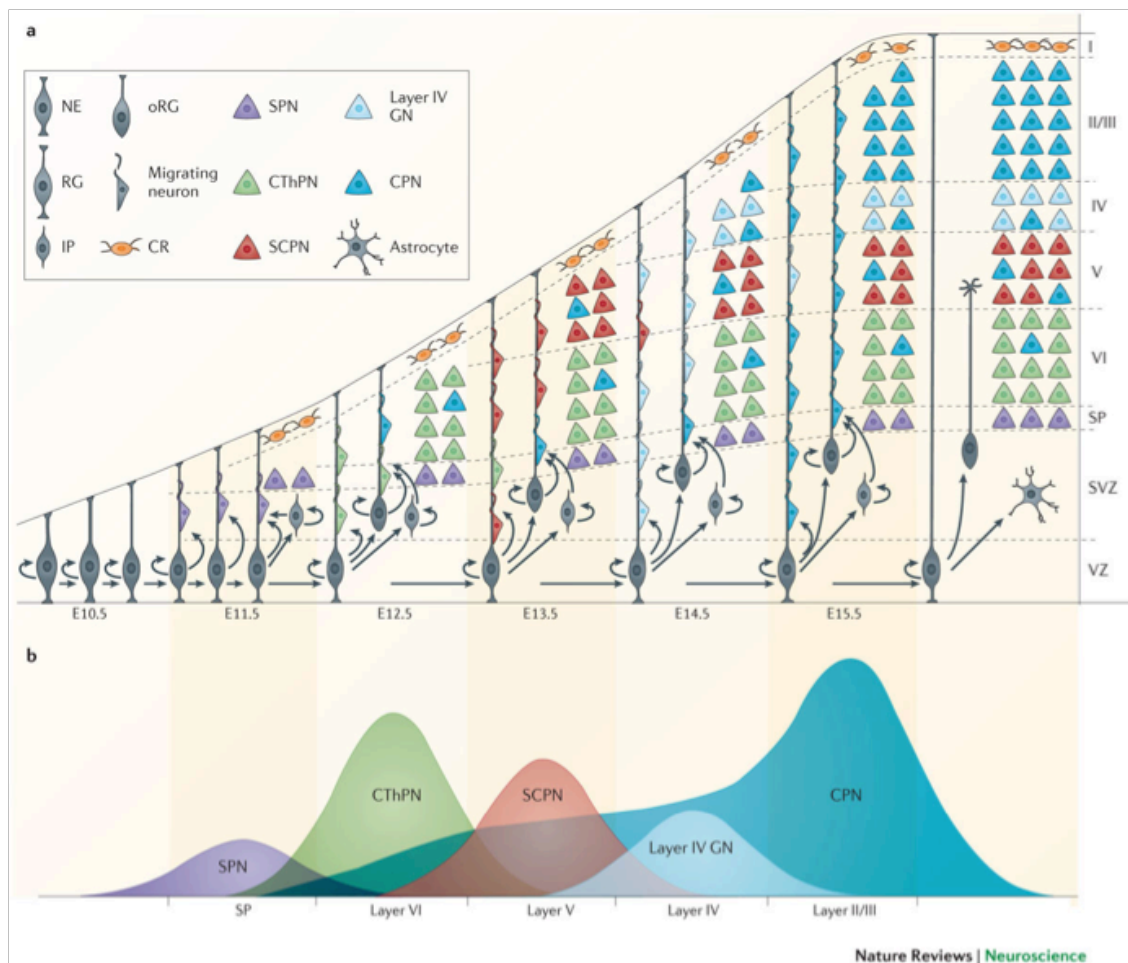 a
NE
oRG
SPN
Layer IV
GN
RG
Migrating
neuron
CThPN
CPN
IP
CR
SCPN
Astrocyte
I
II/III
IV
V
VI
SP
SVZ
VZ
E10.5
E11.5
E12.5
E13.5
E14.5
E15.5
b
SPN
CThPN
SCPN
Layer IV GN
CPN
SP
Layer VI
Layer V
Layer IV
Layer II/III
Nature Reviews | Neuroscience